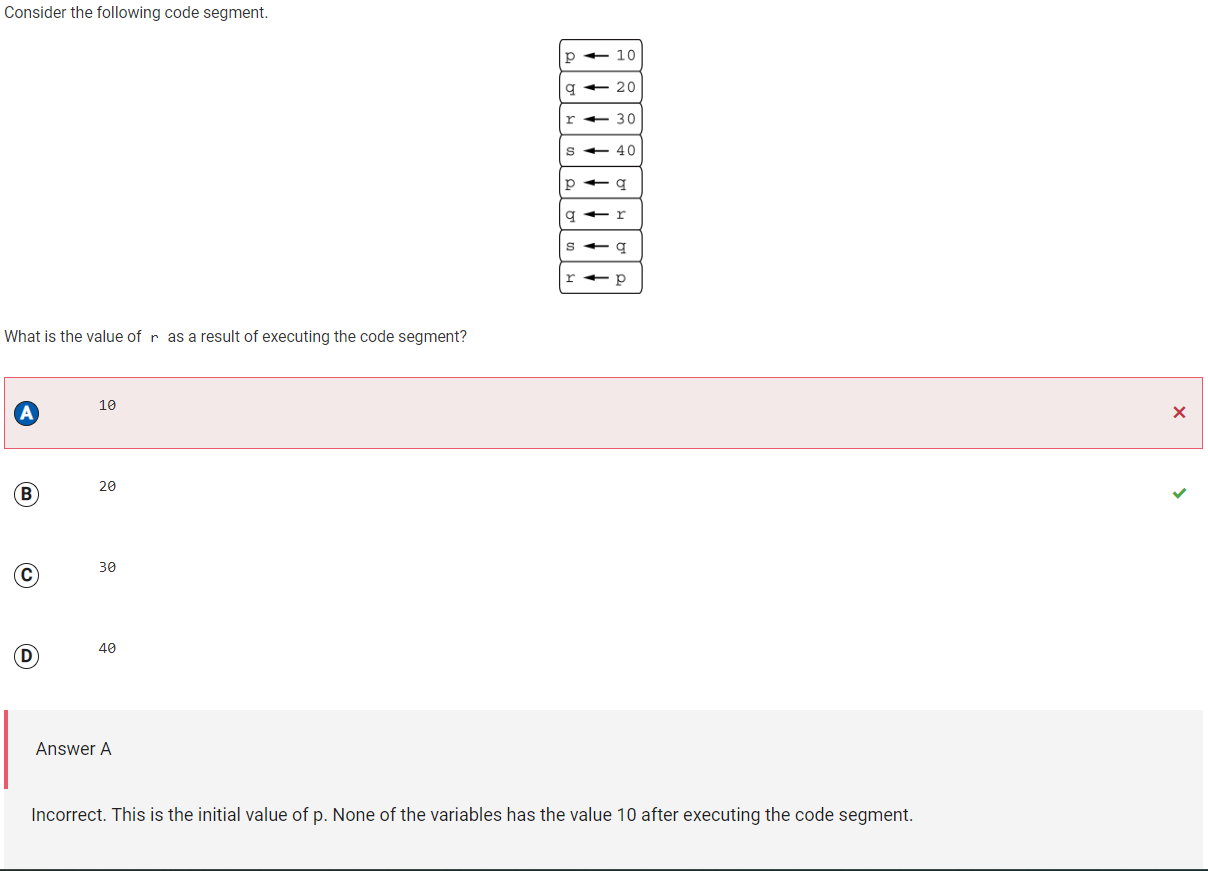 Consider the following code segment.
p ← 10
q ← 20
r ← 30
s ← 40
p ← q
q ← r
s ← q
r ← p
What is the value of r as a result of executing the code segment?
A 10
B 20
C 30
D 40
Answer A
Incorrect. This is the initial value of p. None of the variables has the value 10 after executing the code segment.